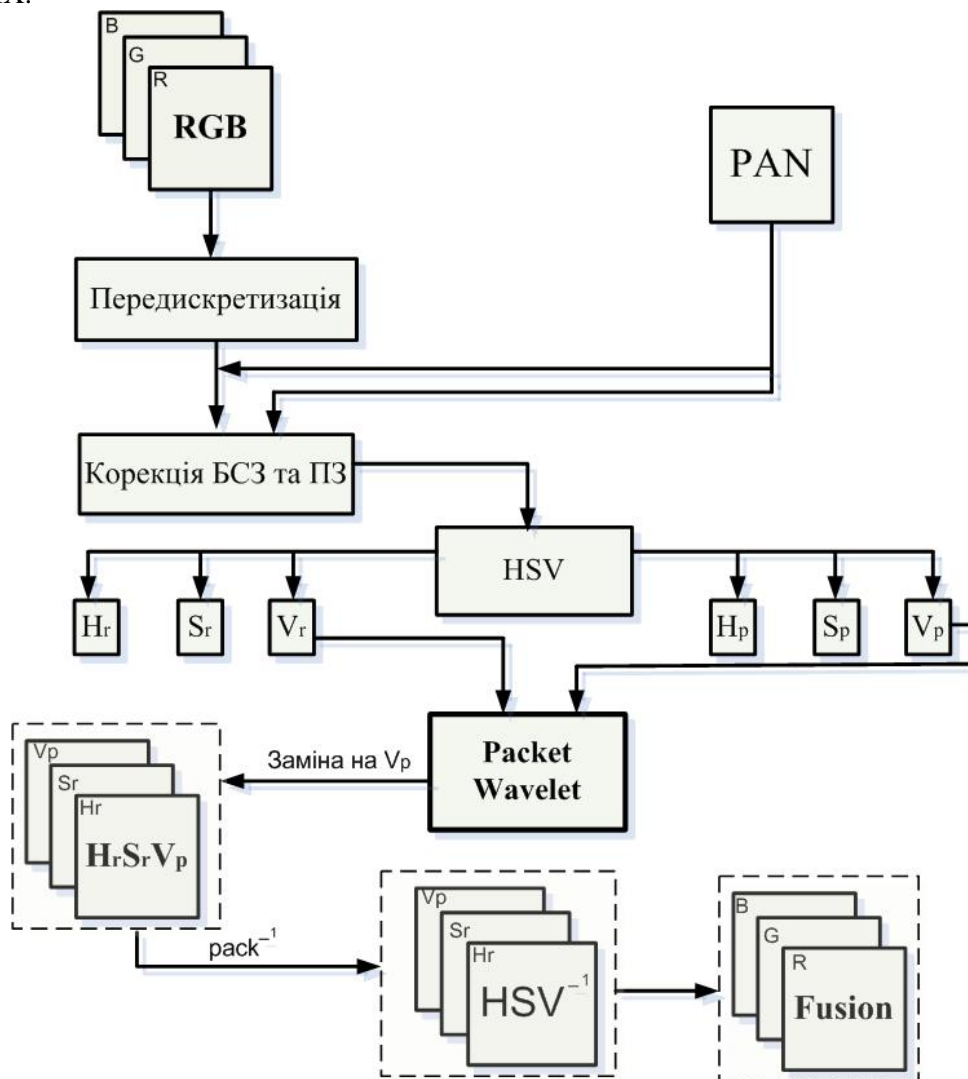 B
G
R
RGB
PAN
Передискретизація
Корекція БСЗ та ПЗ
HSV
Hr
Sr
Vr
Hp
Sp
Vp
Packet
Wavelet
Заміна на Vp
Vp
Sr
Hr
HrSrVp
pack⁻¹
Vp
Sr
Hr
HSV⁻¹
B
G
R
Fusion